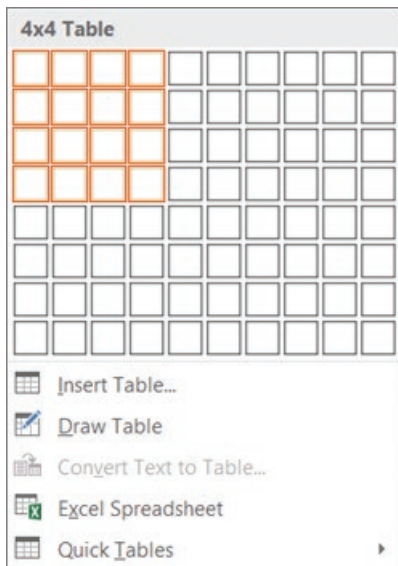 4x4 Table
Insert Table...
Draw Table
Convert Text to Table...
Excel Spreadsheet
Quick Tables